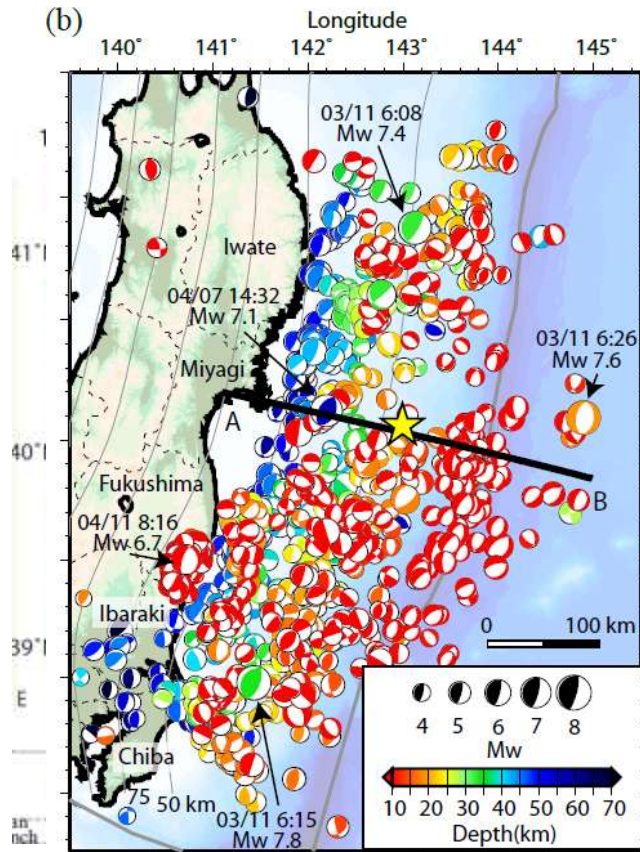 (b)
Longitude
140° 141° 142° 143° 144° 145°
03/11 6:08
Mw 7.4
41°
Iwate
04/07 14:32
Mw 7.1
03/11 6:26
Mw 7.6
Miyagi
A
40°
B
Fukushima
04/11 8:16
Mw 6.7
Ibaraki
0 100 km
39°
E
4 5 6 7 8
Mw
Chiba
75 50 km
10 20 30 40 50 60 70
Depth(km)
03/11 6:15
Mw 7.8
an
nch